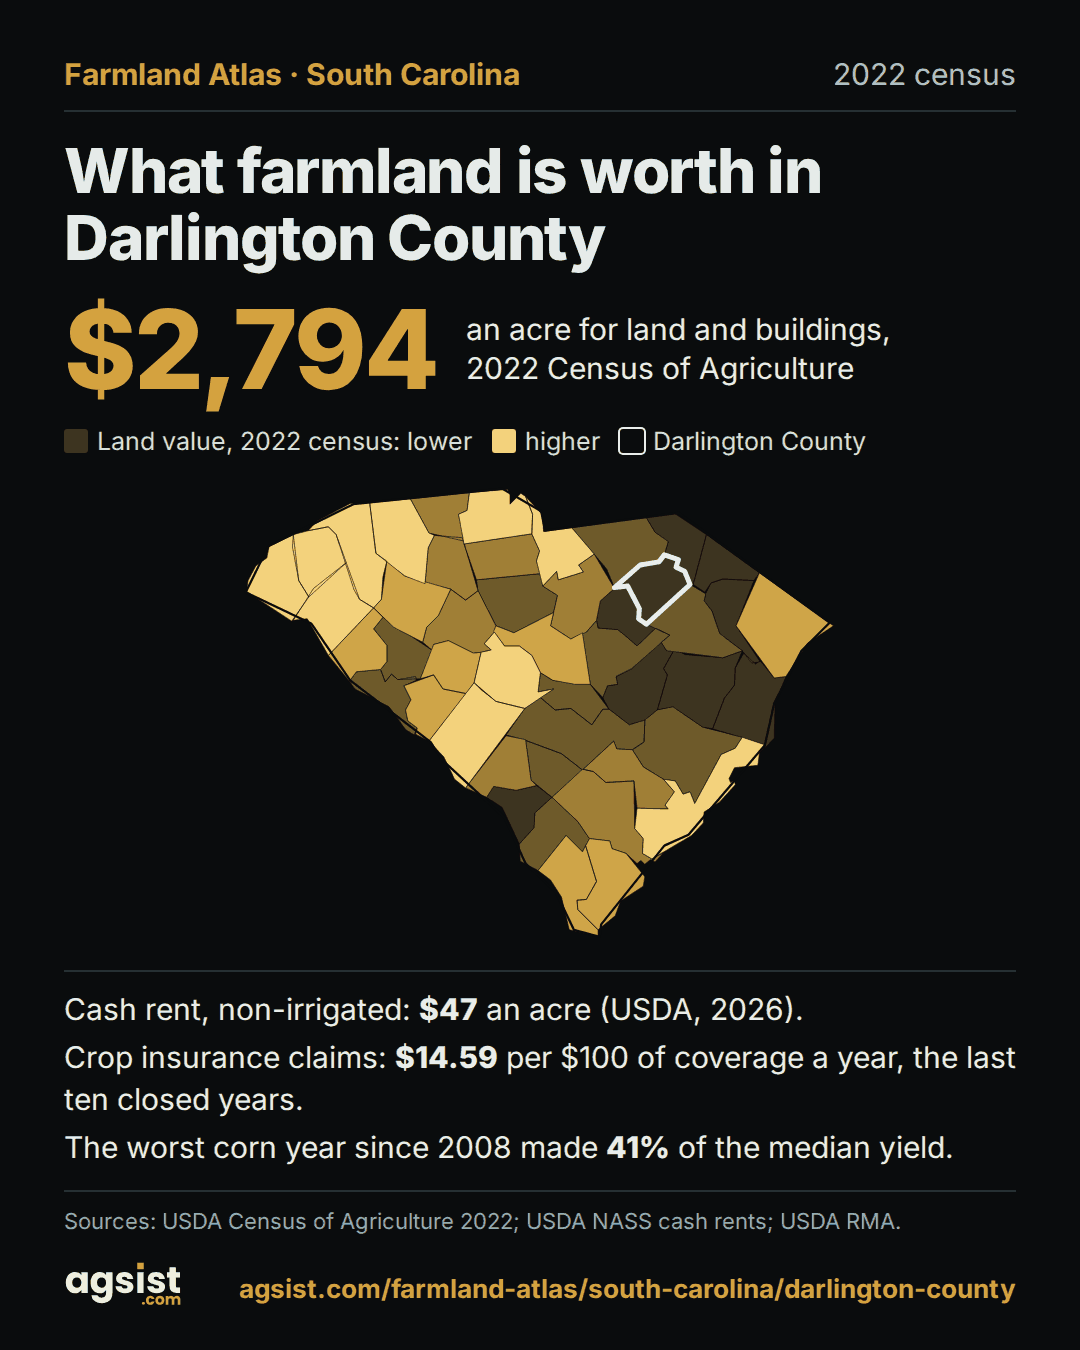 Farmland Atlas · South Carolina
2022 census
What farmland is worth in
Darlington County
$2,794
an acre for land and buildings,
2022 Census of Agriculture
Land value, 2022 census: lower
higher
Darlington County
Cash rent, non-irrigated: $47 an acre (USDA, 2026).
Crop insurance claims: $14.59 per $100 of coverage a year, the last
ten closed years.
The worst corn year since 2008 made 41% of the median yield.
Sources: USDA Census of Agriculture 2022; USDA NASS cash rents; USDA RMA.
agsist
.com
agsist.com/farmland-atlas/south-carolina/darlington-county